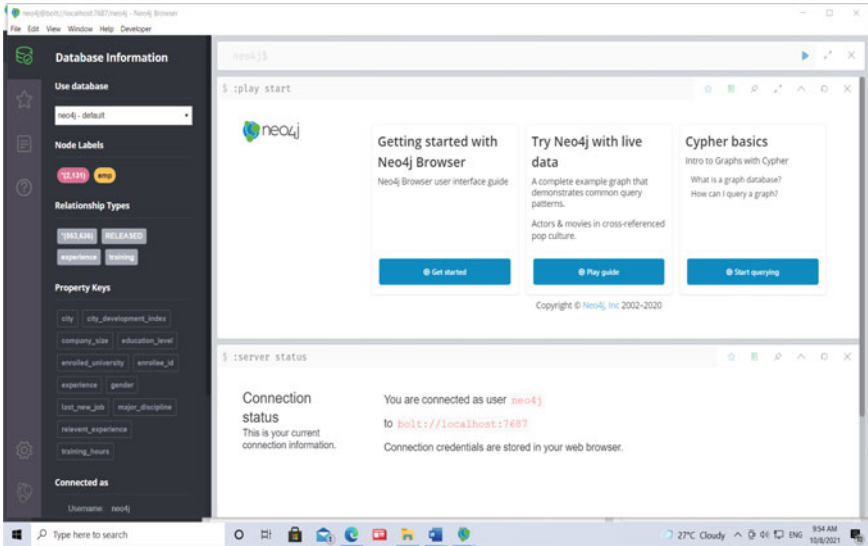 neo4j@bolt://localhost:7687/neo4j - Neo4j Browser
File Edit View Window Help Developer
Database Information
Use database
neo4j - default
Node Labels
*(2,131) emp
Relationship Types
RELEASED
experience training
Property Keys
city city_development_index
company_size education_level
enrolled_university enrollee_id
experience gender
last_new_job major_discipline
relevent_experience
training_hours
Connected as
Username: neo4j
neo4j$
$ :play start
neo4j
Getting started with
Neo4j Browser
Neo4j Browser user interface guide
Get started
Try Neo4j with live
data
A complete example graph that
demonstrates common query
patterns.
Actors & movies in cross-referenced
pop culture.
Play guide
Cypher basics
Intro to Graphs with Cypher
What is a graph database?
How can I query a graph?
Start querying
Copyright © Neo4j, Inc 2002–2020
$ :server status
Connection
status
This is your current
connection information.
You are connected as user neo4j
to bolt://localhost:7687
Connection credentials are stored in your web browser.
Type here to search
27°C Cloudy
ENG
9:54 AM
10/8/2021